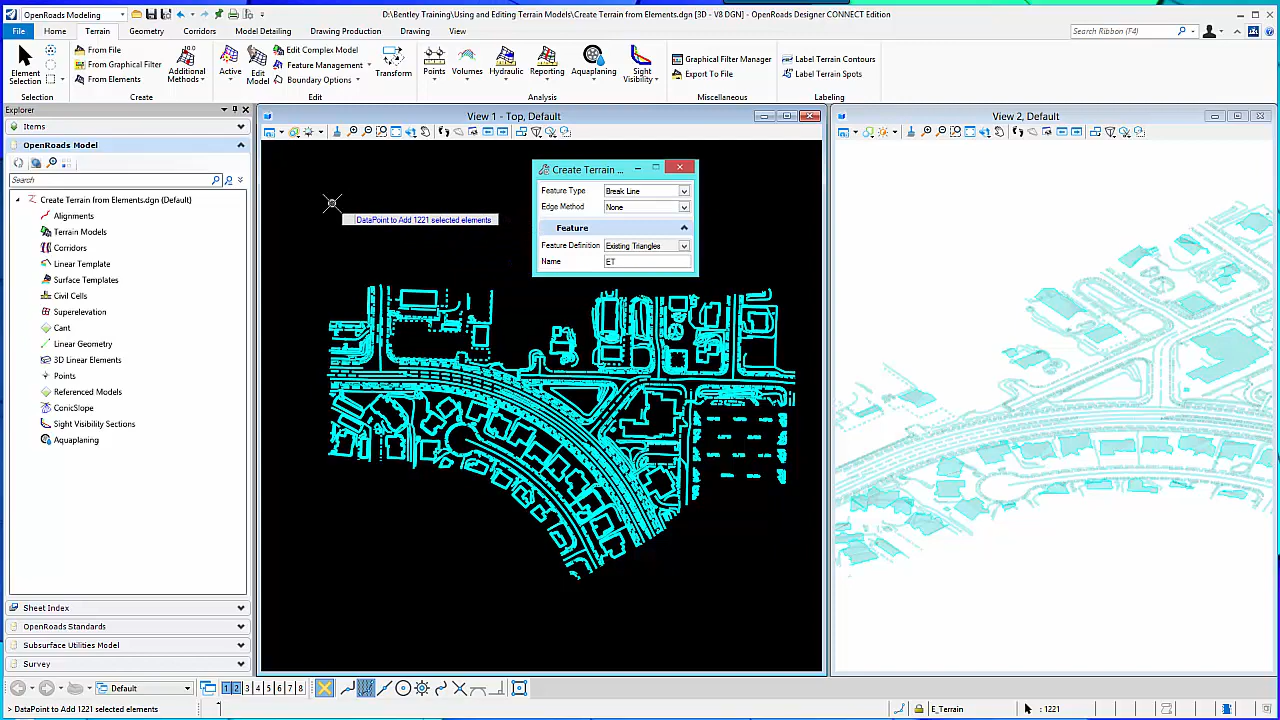 OpenRoads Modeling
D:\Bentley Training\Using and Editing Terrain Models\Create Terrain from Elements.dgn [3D - V8 DGN] - OpenRoads Designer CONNECT Edition
File Home Terrain Geometry Corridors Model Detailing Drawing Production Drawing View
Search Ribbon (F4)
Element Selection
Selection
From File
From Graphical Filter
From Elements
Additional Methods
Create
Active
Edit Model
Edit Complex Model
Feature Management
Boundary Options
Edit
Transform
Points
Volumes
Hydraulic
Reporting
Aquaplaning
Sight Visibility
Analysis
Graphical Filter Manager
Export To File
Miscellaneous
Label Terrain Contours
Label Terrain Spots
Labeling
Explorer
Items
OpenRoads Model
Search
Create Terrain from Elements.dgn (Default)
Alignments
Terrain Models
Corridors
Linear Template
Surface Templates
Civil Cells
Superelevation
Cant
Linear Geometry
3D Linear Elements
Points
Referenced Models
ConicSlope
Sight Visibility Sections
Aquaplaning
Sheet Index
OpenRoads Standards
Subsurface Utilities Model
Survey
View 1 - Top, Default
DataPoint to Add 1221 selected elements
Create Terrain ...
Feature Type Break Line
Edge Method None
Feature
Feature Definition Existing Triangles
Name ET
View 2, Default
Default
1 2 3 4 5 6 7 8
> DataPoint to Add 1221 selected elements
E_Terrain
: 1221